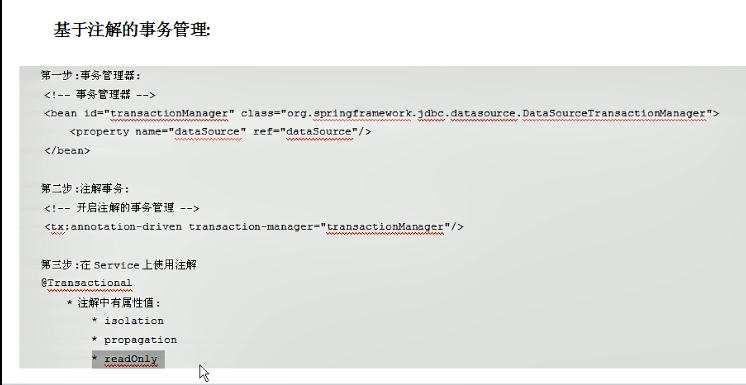 基于注解的事务管理:
第一步:事务管理器:
<!-- 事务管理器 -->
<bean id="transactionManager" class="org.springframework.jdbc.datasource.DataSourceTransactionManager">
<property name="dataSource" ref="dataSource"/>
</bean>
第二步:注解事务:
<!-- 开启注解的事务管理 -->
<tx:annotation-driven transaction-manager="transactionManager"/>
第三步:在 Service 上使用注解
@Transactional
* 注解中有属性值:
* isolation
* propagation
* readOnly